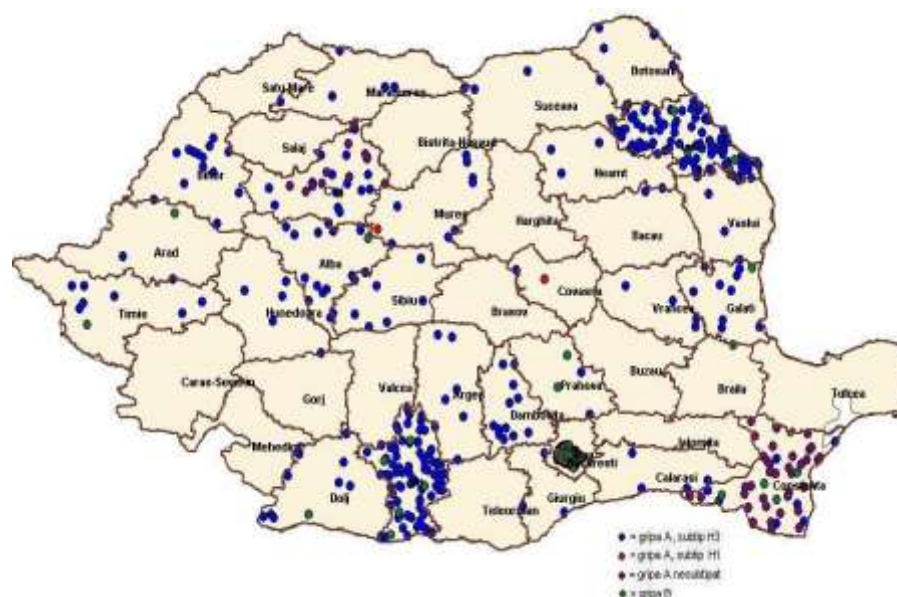 Botosani
Satu-Mare
Maramures
Suceava
Salaj
Bistrita-Nasaud
Bihor
Neamt
Cluj
Mures
Harghita
Bacau
Vaslui
Arad
Alba
Covasna
Timis
Hunedoara
Sibiu
Brasov
Vrancea
Galati
Caras-Severin
Gorj
Valcea
Arges
Prahova
Buzau
Braila
Tulcea
Dambovita
Mehedinti
Ialomita
Bucuresti
Calarasi
Constanta
Dolj
Teleorman
Giurgiu
= gripa A, subtip H3
= gripa A, subtip H1
= gripa A nesubtipat
= gripa B